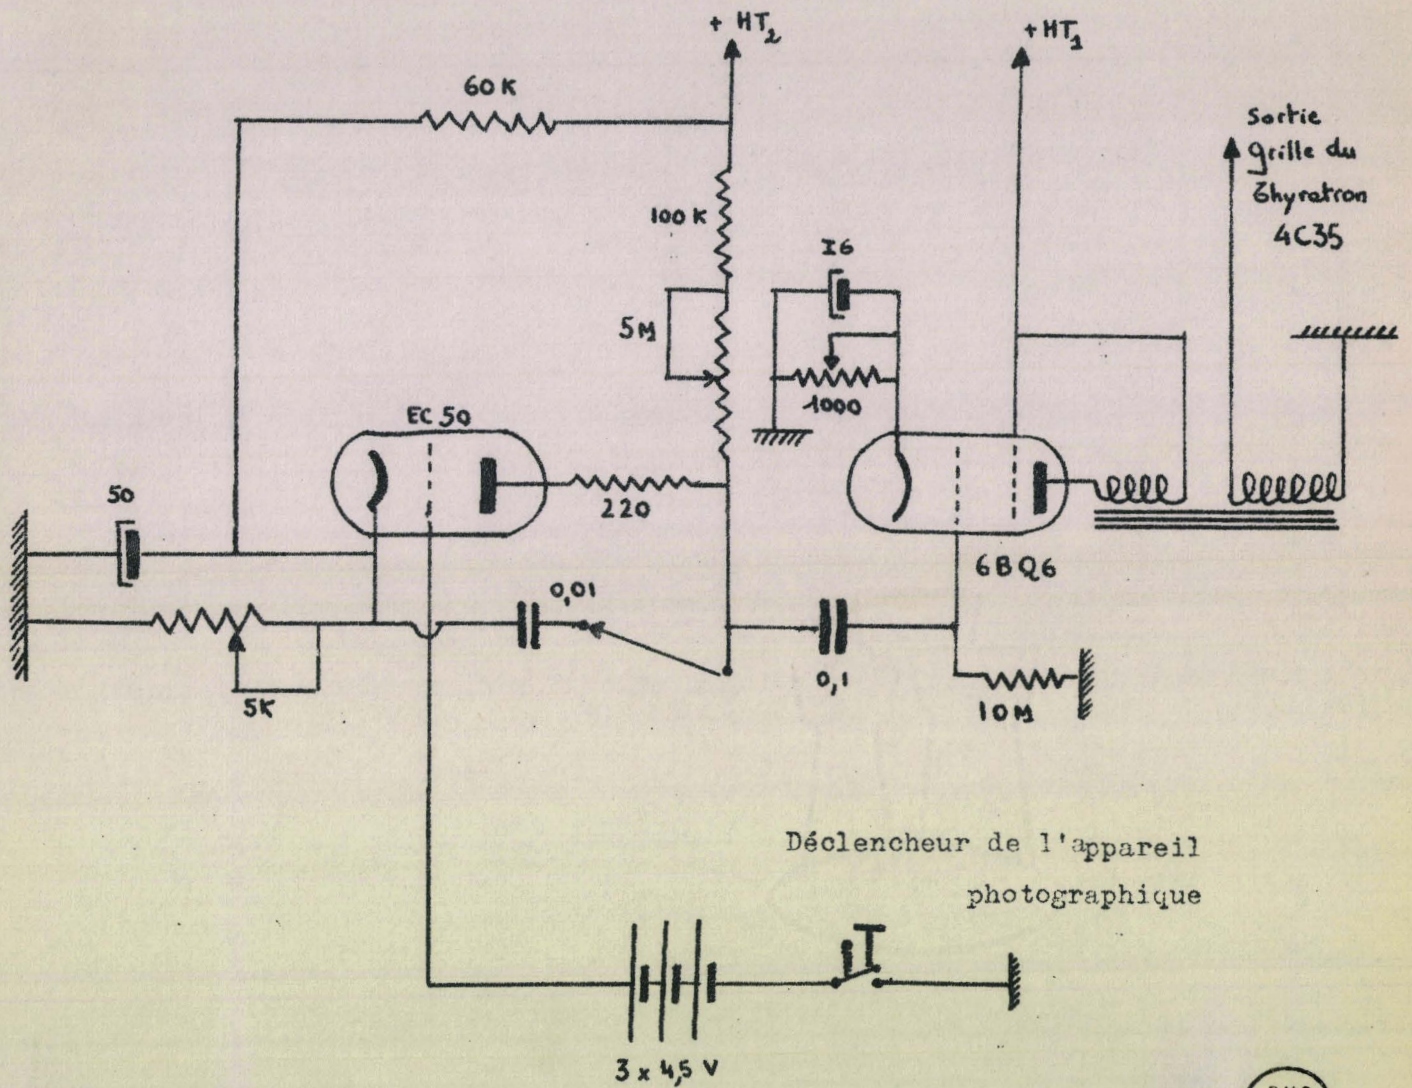 + HT2
+ HT1
60 K
Sortie
grille du
Thyratron
4C35
100 K
I6
5M
1000
EC 50
50
220
6BQ6
0,01
0,1
5K
10M
Déclencheur de l'appareil
photographique
3 x 4,5 V